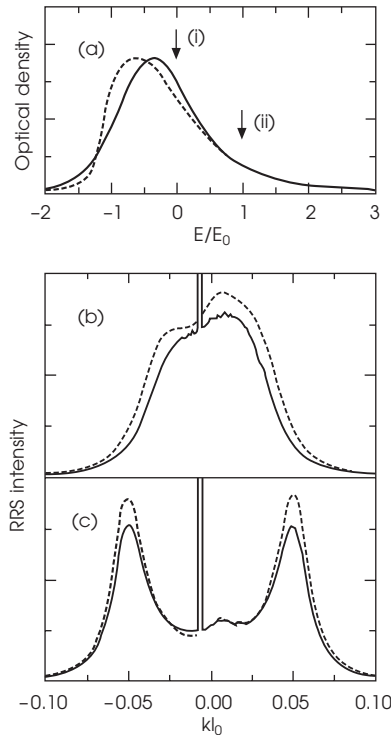 (a)
(i)
(ii)
Optical density
−2 −1 0 1 2 3
E/E₀
(b)
RRS intensity
(c)
−0.10 −0.05 0.00 0.05 0.10
kl₀